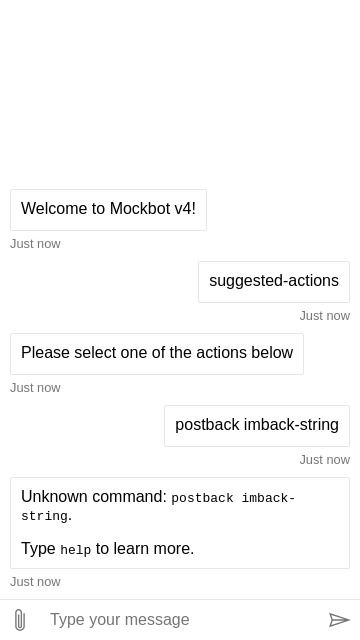 Welcome to Mockbot v4!
Just now
suggested-actions
Just now
Please select one of the actions below
Just now
postback imback-string
Just now
Unknown command: postback imback-
string.
Type help to learn more.
Just now
Type your message